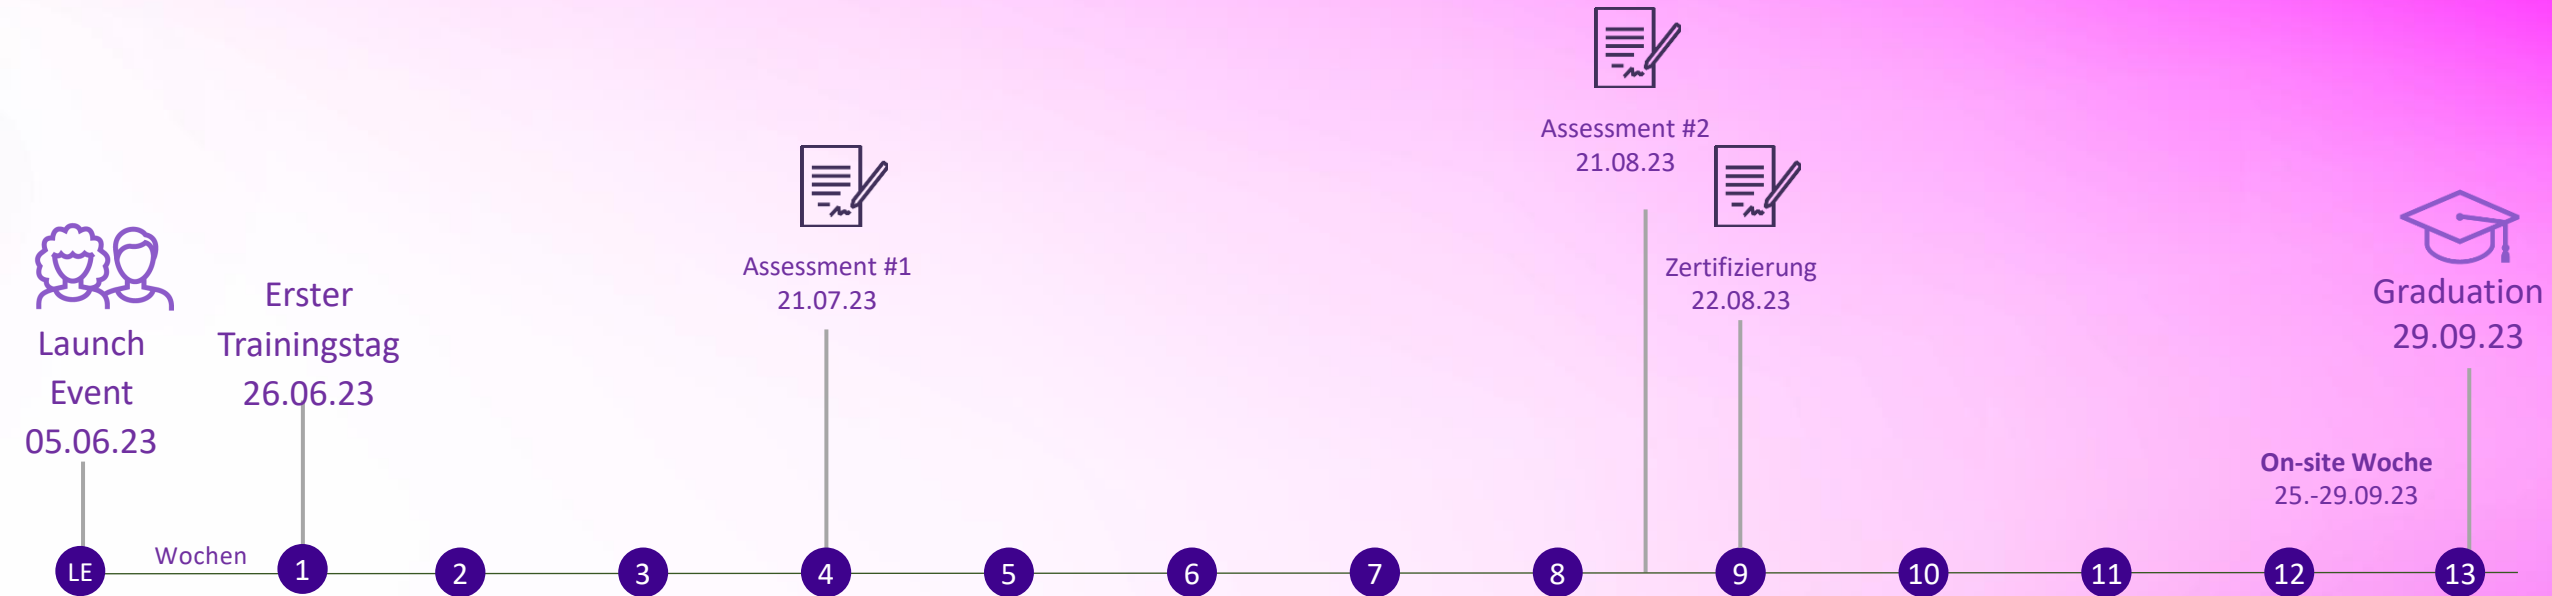 Launch
Event
05.06.23
Erster
Trainingstag
26.06.23
Assessment #1
21.07.23
Assessment #2
21.08.23
Zertifizierung
22.08.23
Graduation
29.09.23
On-site Woche
25.-29.09.23
LE
Wochen
1
2
3
4
5
6
7
8
9
10
11
12
13